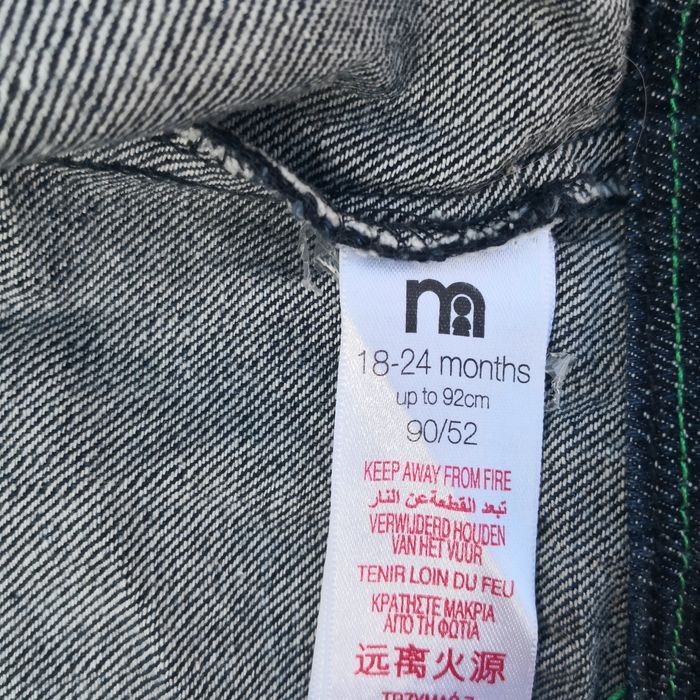 m
18-24 months
up to 92cm
90/52
KEEP AWAY FROM FIRE
تبعد القطعة عن النار
VERWIJDERD HOUDEN
VAN HET VUUR
TENIR LOIN DU FEU
ΚΡΑΤΗΣΤΕ ΜΑΚΡΙΑ
ΑΠΟ ΤΗ ΦΩΤΙΑ
远离火源